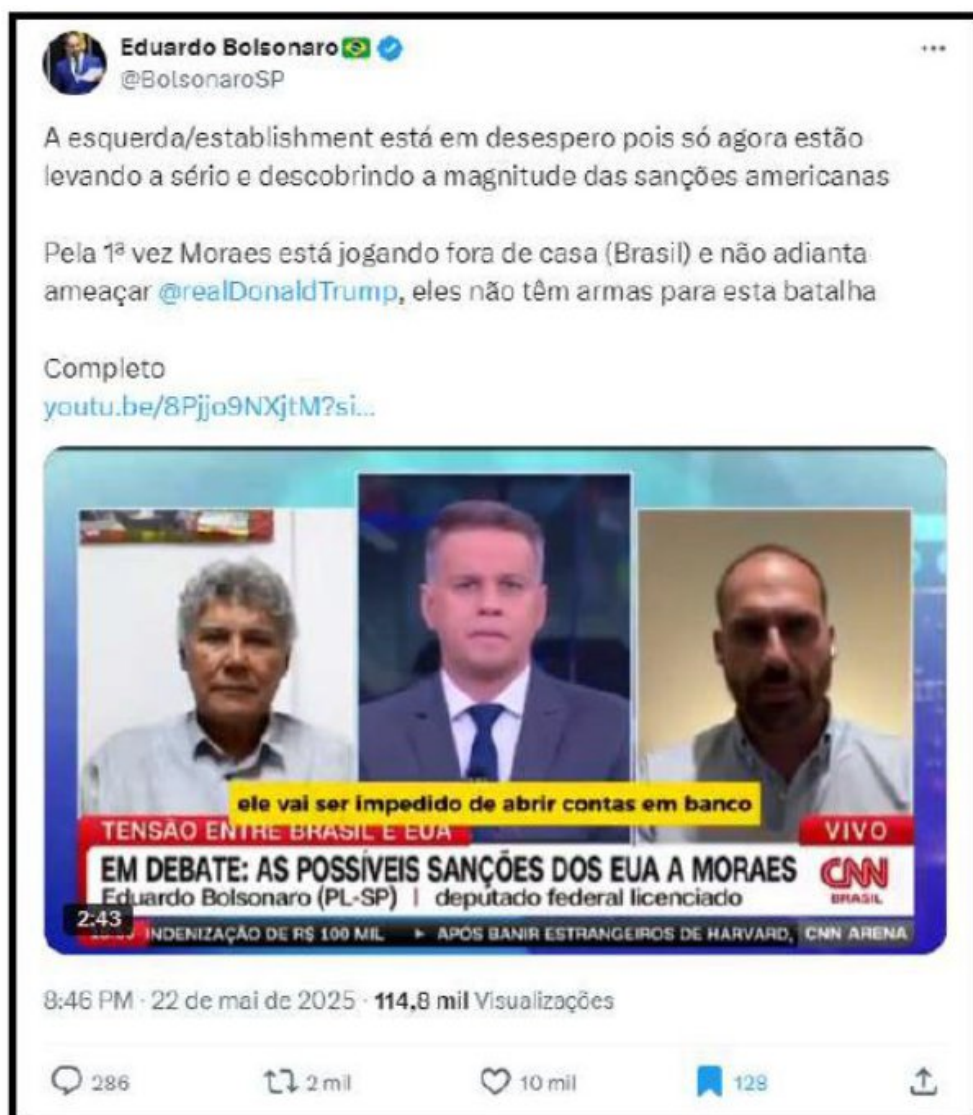 Eduardo Bolsonaro
@BolsonaroSP
A esquerda/establishment está em desespero pois só agora estão
levando a sério e descobrindo a magnitude das sanções americanas
Pela 1ª vez Moraes está jogando fora de casa (Brasil) e não adianta
ameaçar @realDonaldTrump, eles não têm armas para esta batalha
Completo
youtu.be/8Pjjo9NXjtM?si...
ele vai ser impedido de abrir contas em banco
TENSÃO ENTRE BRASIL E EUA
VIVO
EM DEBATE: AS POSSÍVEIS SANÇÕES DOS EUA A MORAES
CNN
BRASIL
Eduardo Bolsonaro (PL-SP) | deputado federal licenciado
2:43
INDENIZAÇÃO DE R$ 100 MIL ▸ APÓS BANIR ESTRANGEIROS DE HARVARD, CNN ARENA
8:46 PM · 22 de mai de 2025 · 114,8 mil Visualizações
286 2 mil 10 mil 128